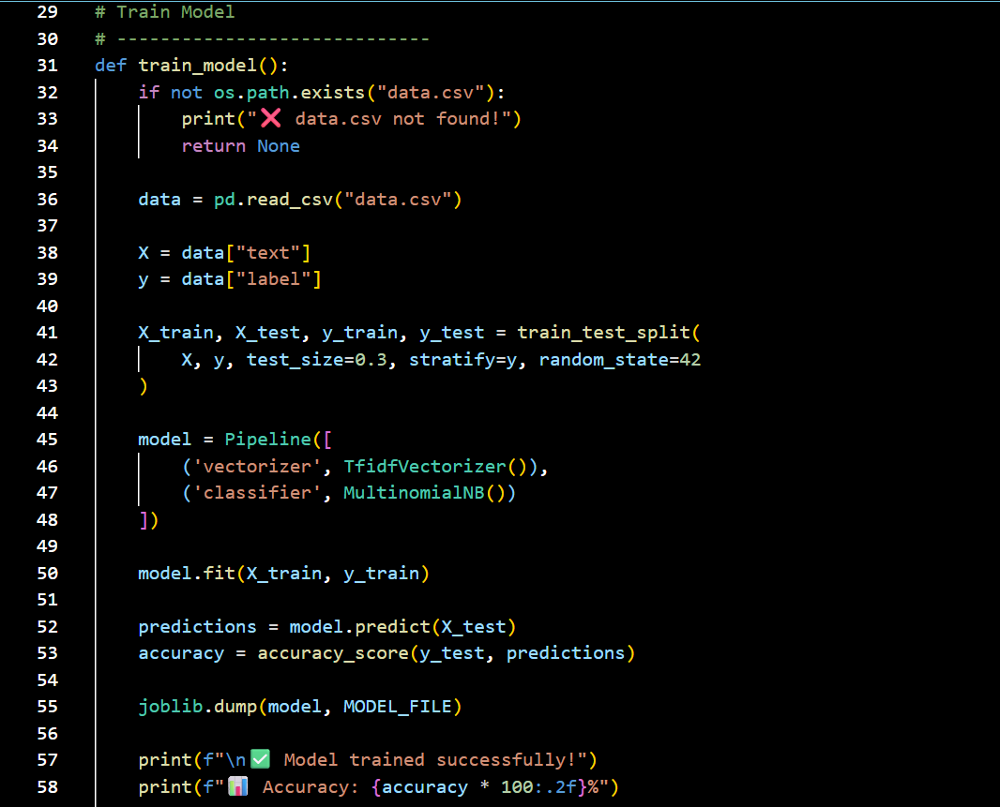 29 # Train Model
30 # -----------------------------
31 def train_model():
32     if not os.path.exists("data.csv"):
33         print("❌ data.csv not found!")
34         return None
35
36     data = pd.read_csv("data.csv")
37
38     X = data["text"]
39     y = data["label"]
40
41     X_train, X_test, y_train, y_test = train_test_split(
42         X, y, test_size=0.3, stratify=y, random_state=42
43     )
44
45     model = Pipeline([
46         ('vectorizer', TfidfVectorizer()),
47         ('classifier', MultinomialNB())
48     ])
49
50     model.fit(X_train, y_train)
51
52     predictions = model.predict(X_test)
53     accuracy = accuracy_score(y_test, predictions)
54
55     joblib.dump(model, MODEL_FILE)
56
57     print(f"\n✅ Model trained successfully!")
58     print(f"📊 Accuracy: {accuracy * 100:.2f}%")